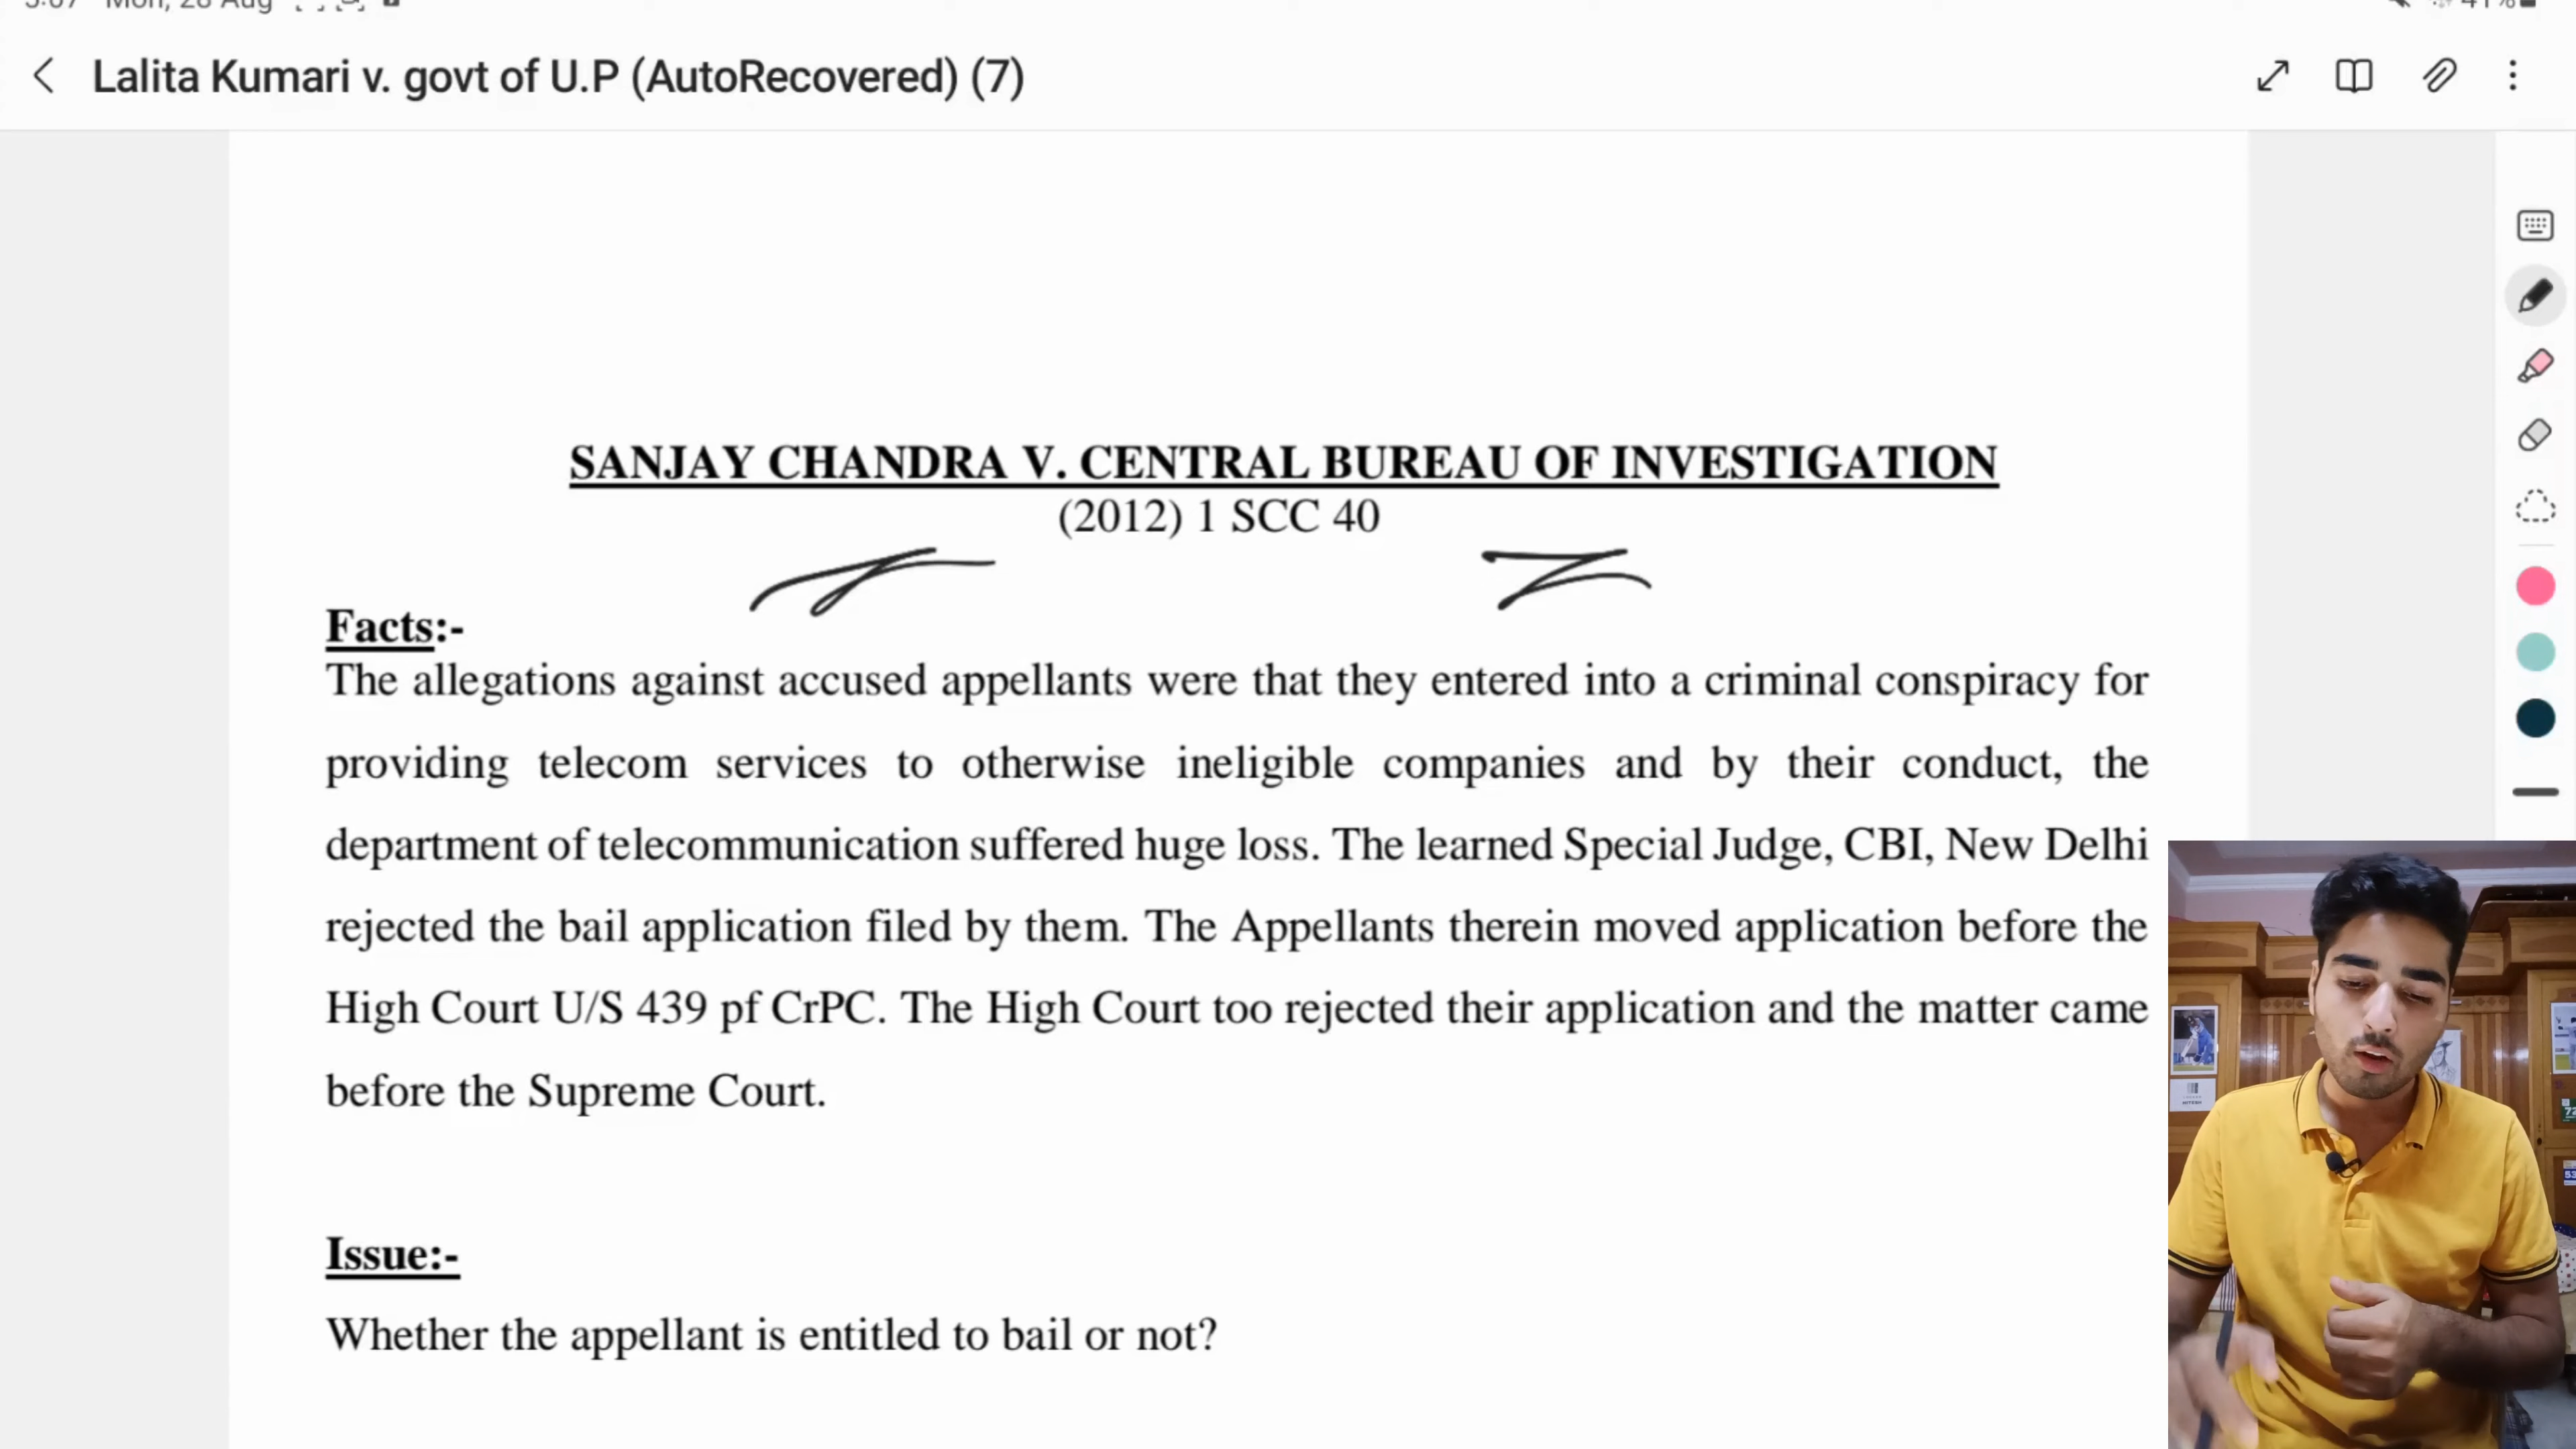 Mon, 28 Aug
Lalita Kumari v. govt of U.P (AutoRecovered) (7)
SANJAY CHANDRA V. CENTRAL BUREAU OF INVESTIGATION
(2012) 1 SCC 40
Facts:-
The allegations against accused appellants were that they entered into a criminal conspiracy for
providing telecom services to otherwise ineligible companies and by their conduct, the
department of telecommunication suffered huge loss. The learned Special Judge, CBI, New Delhi
rejected the bail application filed by them. The Appellants therein moved application before the
High Court U/S 439 pf CrPC. The High Court too rejected their application and the matter came
before the Supreme Court.
Issue:-
Whether the appellant is entitled to bail or not?